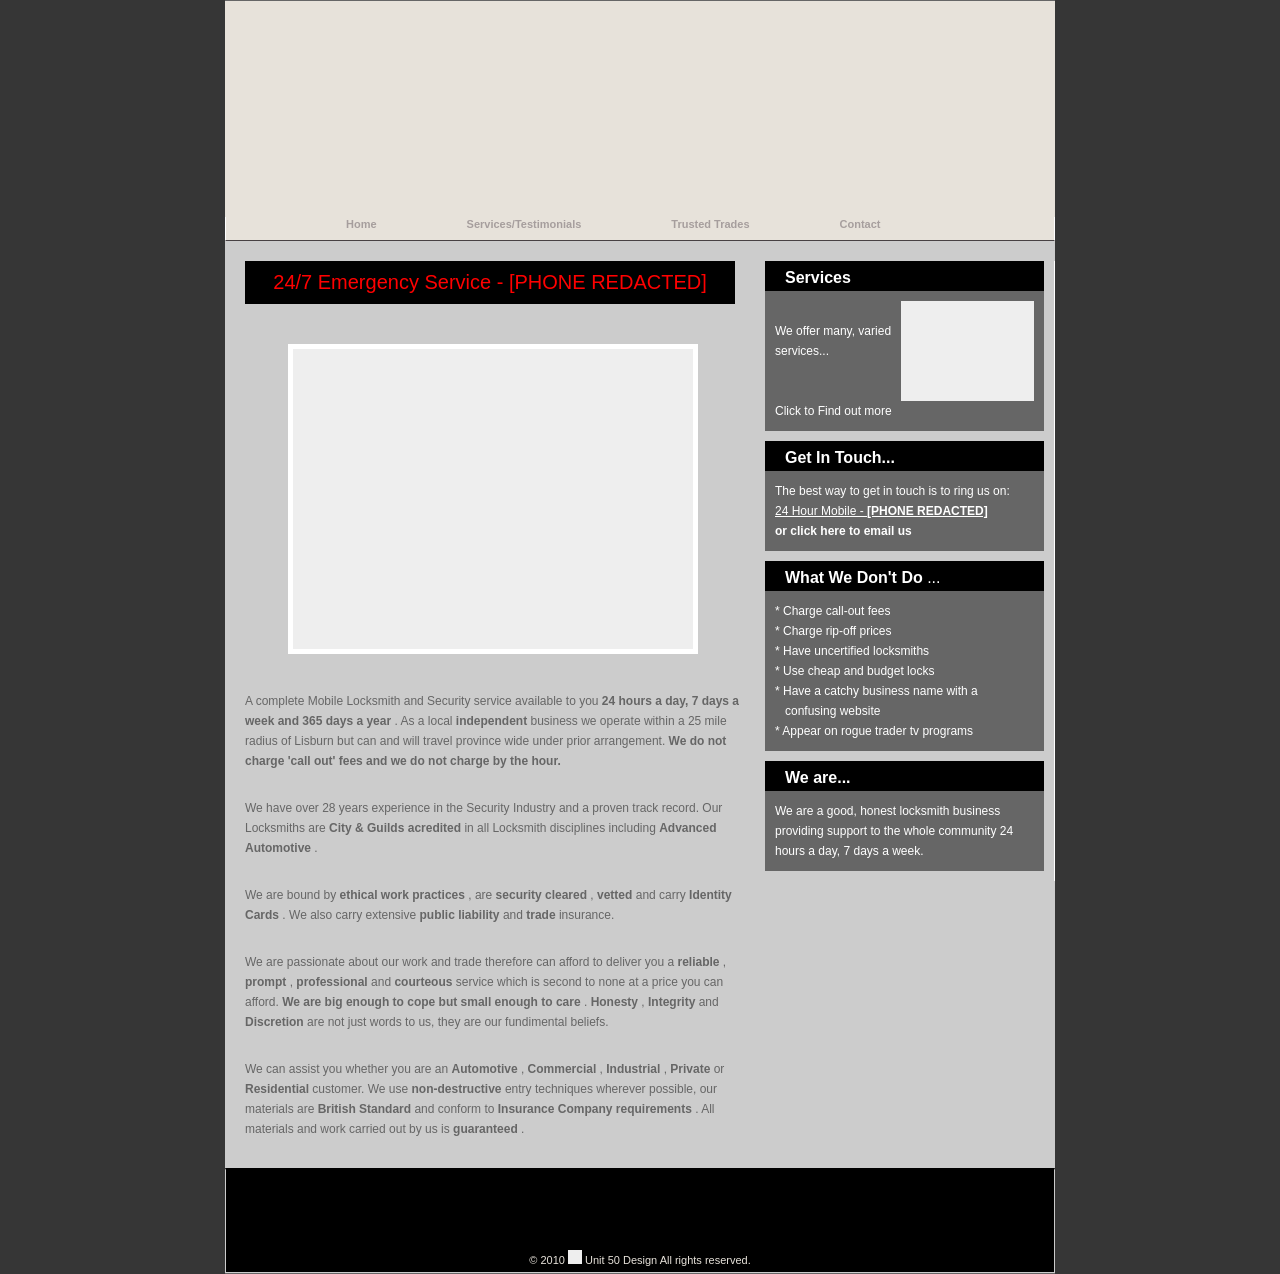 Home Services/Testimonials Trusted Trades Contact
24/7 Emergency Service - [PHONE REDACTED]
A complete Mobile Locksmith and Security service available to you 24 hours a day, 7 days a
week and 365 days a year . As a local independent business we operate within a 25 mile
radius of Lisburn but can and will travel province wide under prior arrangement. We do not
charge 'call out' fees and we do not charge by the hour.
We have over 28 years experience in the Security Industry and a proven track record. Our
Locksmiths are City & Guilds acredited in all Locksmith disciplines including Advanced
Automotive .
We are bound by ethical work practices , are security cleared , vetted and carry Identity
Cards . We also carry extensive public liability and trade insurance.
We are passionate about our work and trade therefore can afford to deliver you a reliable ,
prompt , professional and courteous service which is second to none at a price you can
afford. We are big enough to cope but small enough to care . Honesty , Integrity and
Discretion are not just words to us, they are our fundimental beliefs.
We can assist you whether you are an Automotive , Commercial , Industrial , Private or
Residential customer. We use non-destructive entry techniques wherever possible, our
materials are British Standard and conform to Insurance Company requirements . All
materials and work carried out by us is guaranteed .
Services
We offer many, varied
services...
Click to Find out more
Get In Touch...
The best way to get in touch is to ring us on:
24 Hour Mobile - [PHONE REDACTED]
or click here to email us
What We Don't Do ...
* Charge call-out fees
* Charge rip-off prices
* Have uncertified locksmiths
* Use cheap and budget locks
* Have a catchy business name with a
confusing website
* Appear on rogue trader tv programs
We are...
We are a good, honest locksmith business
providing support to the whole community 24
hours a day, 7 days a week.
© 2010 Unit 50 Design All rights reserved.